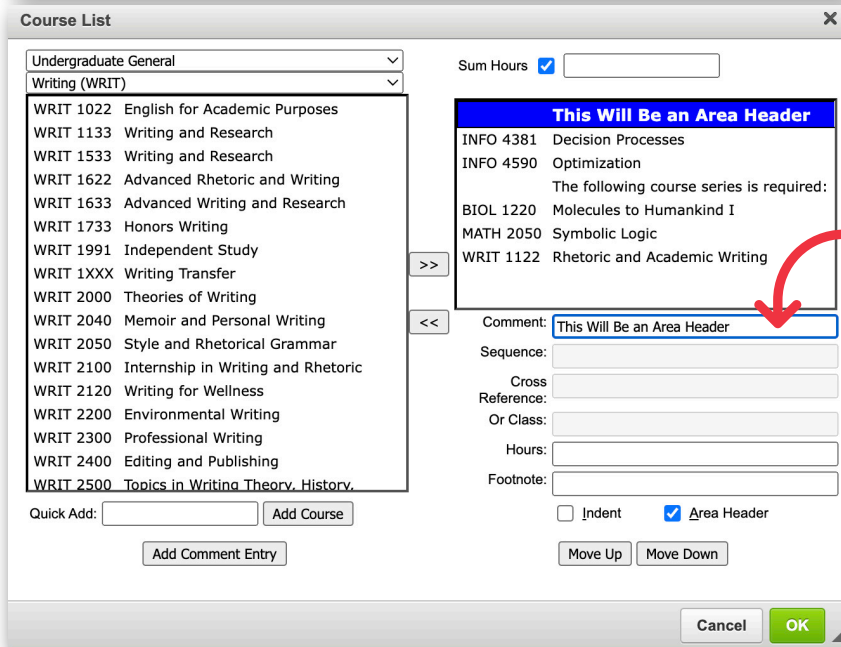 Course List
×
Undergraduate General
Writing (WRIT)
WRIT 1022 English for Academic Purposes
WRIT 1133 Writing and Research
WRIT 1533 Writing and Research
WRIT 1622 Advanced Rhetoric and Writing
WRIT 1633 Advanced Writing and Research
WRIT 1733 Honors Writing
WRIT 1991 Independent Study
WRIT 1XXX Writing Transfer
WRIT 2000 Theories of Writing
WRIT 2040 Memoir and Personal Writing
WRIT 2050 Style and Rhetorical Grammar
WRIT 2100 Internship in Writing and Rhetoric
WRIT 2120 Writing for Wellness
WRIT 2200 Environmental Writing
WRIT 2300 Professional Writing
WRIT 2400 Editing and Publishing
WRIT 2500 Topics in Writing Theory, History,
Quick Add:
Add Course
Add Comment Entry
>>
<<
Sum Hours
This Will Be an Area Header
INFO 4381 Decision Processes
INFO 4590 Optimization
The following course series is required:
BIOL 1220 Molecules to Humankind I
MATH 2050 Symbolic Logic
WRIT 1122 Rhetoric and Academic Writing
Comment: This Will Be an Area Header
Sequence:
Cross
Reference:
Or Class:
Hours:
Footnote:
Indent
Area Header
Move Up
Move Down
Cancel
OK